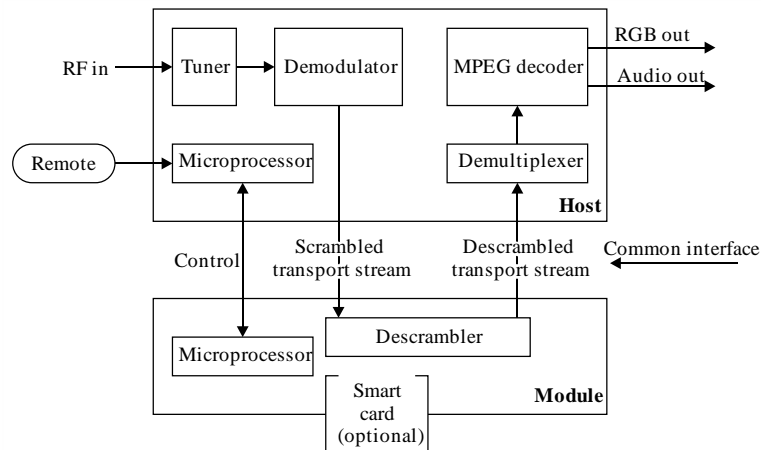 RF in
Tuner
Demodulator
MPEG decoder
RGB out
Audio out
Remote
Microprocessor
Demultiplexer
Host
Control
Scrambled
transport stream
Descrambled
transport stream
Common interface
Microprocessor
Descrambler
Smart
card
(optional)
Module